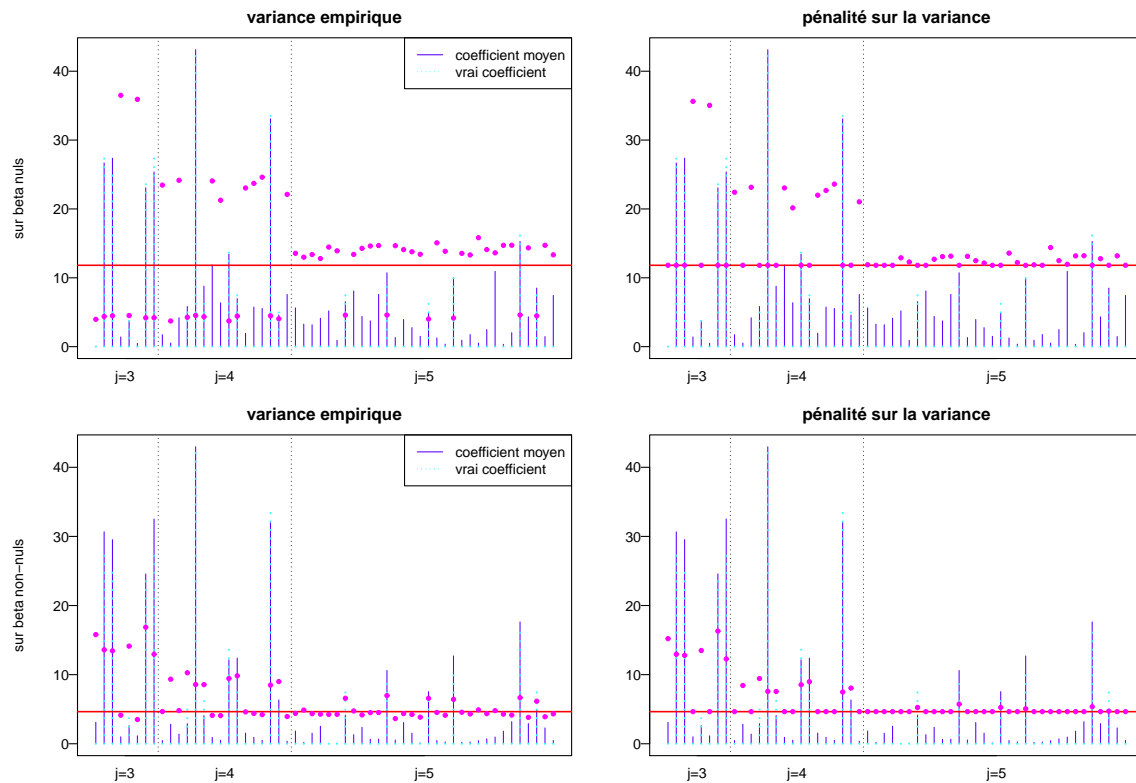 variance empirique
pénalité sur la variance
sur beta nuls
40
30
20
10
0
coefficient moyen
vrai coefficient
j=3
j=4
j=5
40
30
20
10
0
j=3
j=4
j=5
variance empirique
pénalité sur la variance
sur beta non−nuls
40
30
20
10
0
coefficient moyen
vrai coefficient
j=3
j=4
j=5
40
30
20
10
0
j=3
j=4
j=5